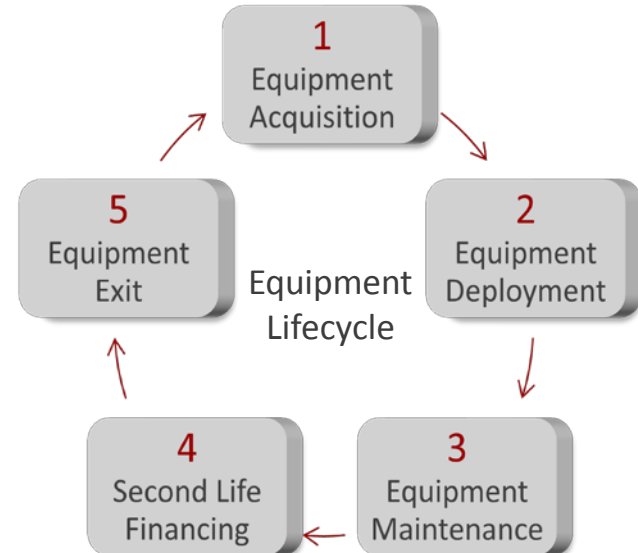 1
Equipment
Acquisition
2
Equipment
Deployment
3
Equipment
Maintenance
4
Second Life
Financing
5
Equipment
Exit
Equipment
Lifecycle